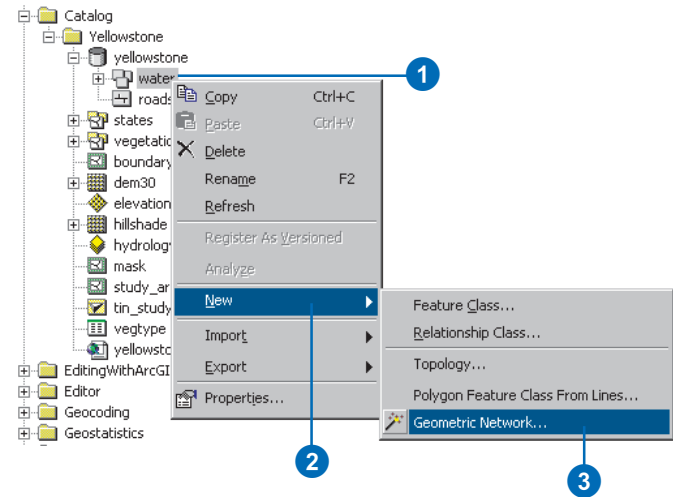 Catalog
Yellowstone
yellowstone
water
1
roads
Copy Ctrl+C
states
Paste Ctrl+V
vegetatic
Delete
boundary
Rename F2
dem30
Refresh
elevation
hillshade
Register As Versioned
hydrolog
mask
Analyze
study_ar
New
Feature Class...
tin_study
Relationship Class...
vegtype
Import
yellowstc
Topology...
EditingWithArcGI
Export
Polygon Feature Class From Lines...
Editor
Properties...
Geometric Network...
Geocoding
Geostatistics
2
3